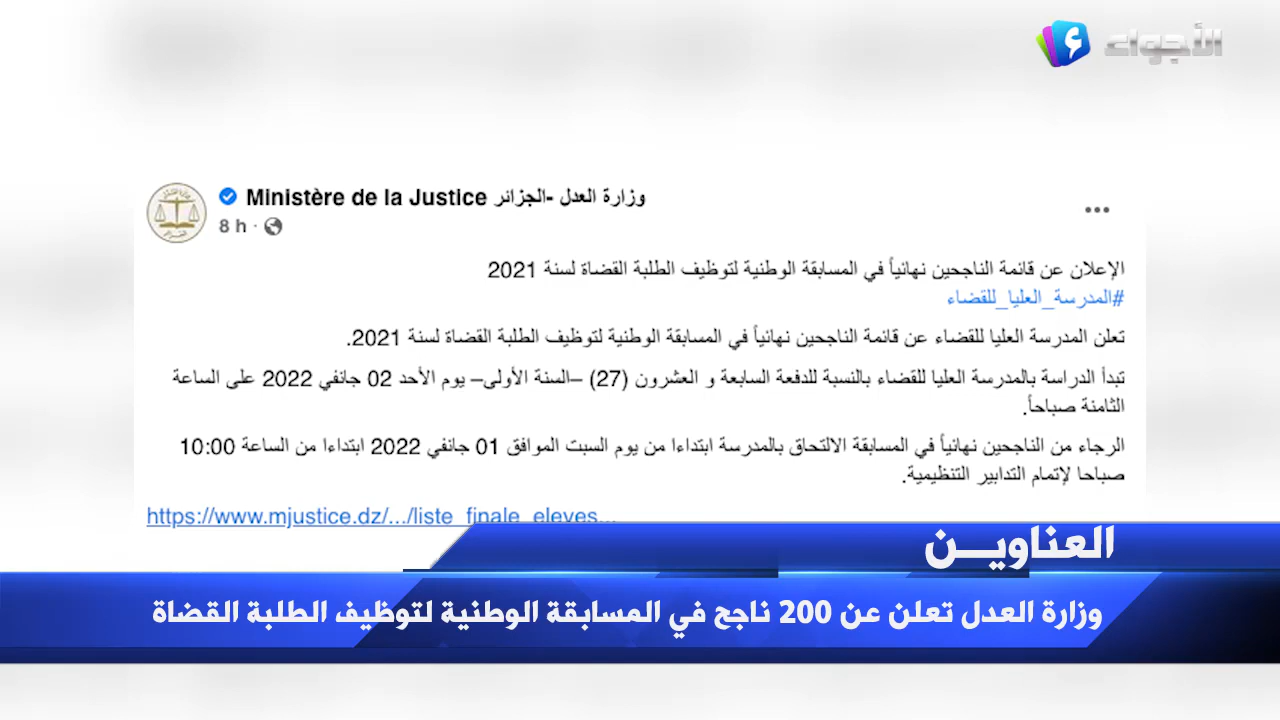 الأجواء
Ministère de la Justice وزارة العدل -الجزائر
8 h ·
الإعلان عن قائمة الناجحين نهائياً في المسابقة الوطنية لتوظيف الطلبة القضاة لسنة 2021
#المدرسة_العليا_للقضاء
تعلن المدرسة العليا للقضاء عن قائمة الناجحين نهائياً في المسابقة الوطنية لتوظيف الطلبة القضاة لسنة 2021.
تبدأ الدراسة بالمدرسة العليا للقضاء بالنسبة للدفعة السابعة و العشرون (27) –السنة الأولى– يوم الأحد 02 جانفي 2022 على الساعة
الثامنة صباحاً.
الرجاء من الناجحين نهائياً في المسابقة الالتحاق بالمدرسة ابتداءا من يوم السبت الموافق 01 جانفي 2022 ابتداءا من الساعة 10:00
صباحا لإتمام التدابير التنظيمية.
https://www.mjustice.dz/.../liste_finale_eleves...
العناويـــن
وزارة العدل تعلن عن 200 ناجح في المسابقة الوطنية لتوظيف الطلبة القضاة